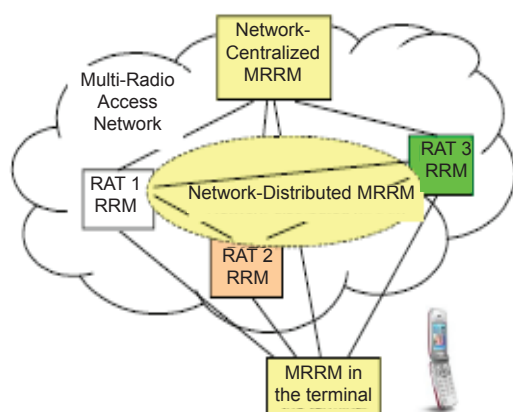 Network-
Centralized
MRRM
Multi-Radio
Access
Network
RAT 3
RRM
RAT 1
RRM
Network-Distributed MRRM
RAT 2
RRM
MRRM in
the terminal